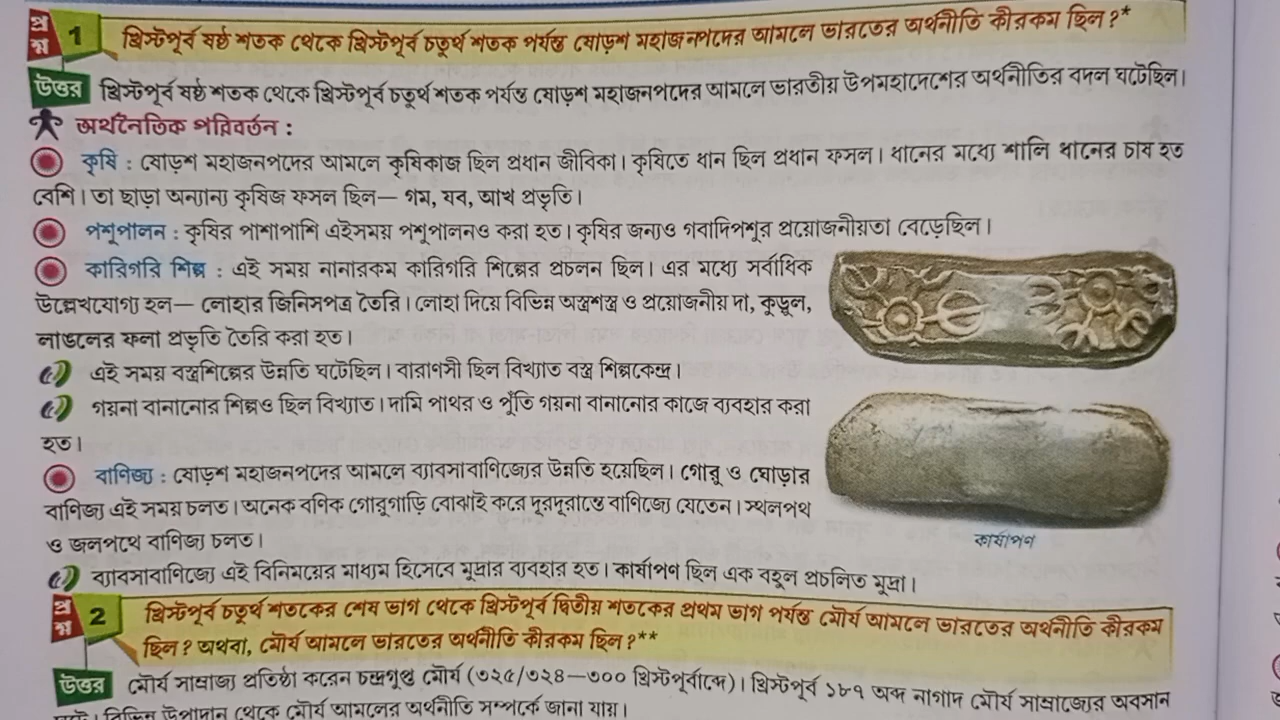 প্রশ্ন 1 খ্রিস্টপূর্ব ষষ্ঠ শতক থেকে খ্রিস্টপূর্ব চতুর্থ শতক পর্যন্ত ষোড়শ মহাজনপদের আমলে ভারতের অর্থনীতি কীরকম ছিল?*
উত্তর খ্রিস্টপূর্ব ষষ্ঠ শতক থেকে খ্রিস্টপূর্ব চতুর্থ শতক পর্যন্ত ষোড়শ মহাজনপদের আমলে ভারতীয় উপমহাদেশের অর্থনীতির বদল ঘটেছিল।
অর্থনৈতিক পরিবর্তন :
কৃষি : ষোড়শ মহাজনপদের আমলে কৃষিকাজ ছিল প্রধান জীবিকা। কৃষিতে ধান ছিল প্রধান ফসল। ধানের মধ্যে শালি ধানের চাষ হত
বেশি। তা ছাড়া অন্যান্য কৃষিজ ফসল ছিল— গম, যব, আখ প্রভৃতি।
পশুপালন : কৃষির পাশাপাশি এইসময় পশুপালনও করা হত। কৃষির জন্যও গবাদিপশুর প্রয়োজনীয়তা বেড়েছিল।
কারিগরি শিল্প : এই সময় নানারকম কারিগরি শিল্পের প্রচলন ছিল। এর মধ্যে সর্বাধিক
উল্লেখযোগ্য হল— লোহার জিনিসপত্র তৈরি। লোহা দিয়ে বিভিন্ন অস্ত্রশস্ত্র ও প্রয়োজনীয় দা, কুড়ুল,
লাঙলের ফলা প্রভৃতি তৈরি করা হত।
এই সময় বস্ত্রশিল্পের উন্নতি ঘটেছিল। বারাণসী ছিল বিখ্যাত বস্ত্র শিল্পকেন্দ্র।
গয়না বানানোর শিল্পও ছিল বিখ্যাত। দামি পাথর ও পুঁতি গয়না বানানোর কাজে ব্যবহার করা
হত।
বাণিজ্য : ষোড়শ মহাজনপদের আমলে ব্যাবসাবাণিজ্যের উন্নতি হয়েছিল। গোরু ও ঘোড়ার
বাণিজ্য এই সময় চলত। অনেক বণিক গোরুগাড়ি বোঝাই করে দূরদূরান্তে বাণিজ্যে যেতেন। স্থলপথ
ও জলপথে বাণিজ্য চলত।
কার্ষাপণ
ব্যাবসাবাণিজ্যে এই বিনিময়ের মাধ্যম হিসেবে মুদ্রার ব্যবহার হত। কার্ষাপণ ছিল এক বহুল প্রচলিত মুদ্রা।
প্রশ্ন 2 খ্রিস্টপূর্ব চতুর্থ শতকের শেষ ভাগ থেকে খ্রিস্টপূর্ব দ্বিতীয় শতকের প্রথম ভাগ পর্যন্ত মৌর্য আমলে ভারতের অর্থনীতি কীরকম
ছিল? অথবা, মৌর্য আমলে ভারতের অর্থনীতি কীরকম ছিল?**
উত্তর মৌর্য সাম্রাজ্য প্রতিষ্ঠা করেন চন্দ্রগুপ্ত মৌর্য (৩২৫/৩২৪—৩০০ খ্রিস্টপূর্বাব্দে)। খ্রিস্টপূর্ব ১৮৭ অব্দ নাগাদ মৌর্য সাম্রাজ্যের অবসান
ঘটে। বিভিন্ন উপাদান থেকে মৌর্য আমলের অর্থনীতি সম্পর্কে জানা যায়।